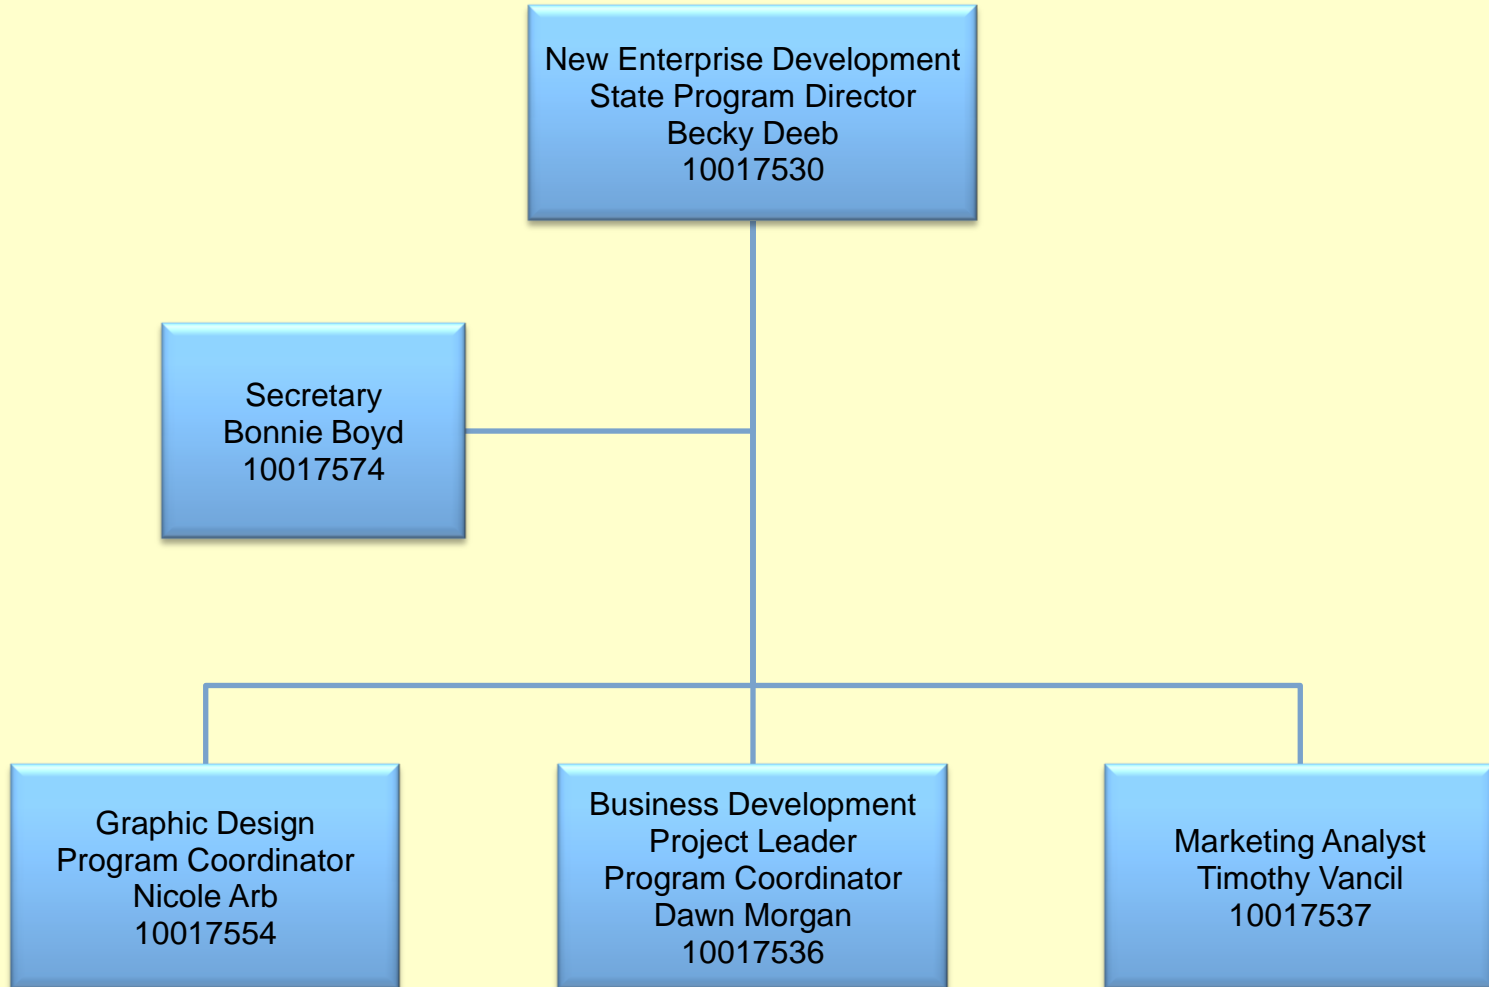 New Enterprise Development
State Program Director
Becky Deeb
10017530
Secretary
Bonnie Boyd
10017574
Graphic Design
Program Coordinator
Nicole Arb
10017554
Business Development
Project Leader
Program Coordinator
Dawn Morgan
10017536
Marketing Analyst
Timothy Vancil
10017537